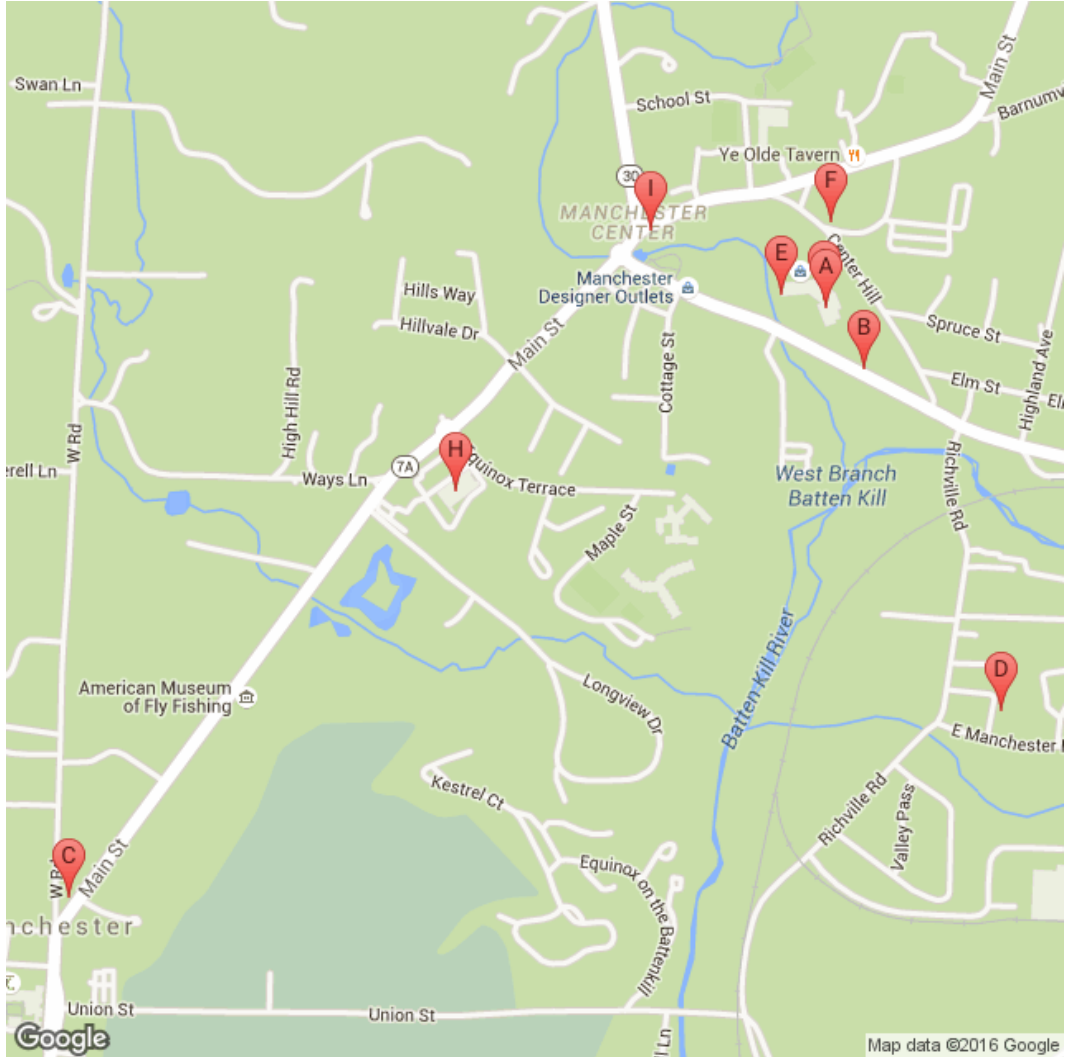 Swan Ln
School St
Main St
Barnumv
Ye Olde Tavern
30
I
F
MANCHESTER
CENTER
E
A
Center Hill
Manchester
Designer Outlets
Hills Way
Hillvale Dr
Main St
B
Spruce St
Cottage St
Elm St
Highland Ave
High Hill Rd
W Rd
7A
H
Equinox Terrace
erell Ln
Ways Ln
West Branch
Batten Kill
Richville Rd
Maple St
Batten Kill River
D
American Museum
of Fly Fishing
Longview Dr
E Manchester
Kestrel Ct
Richville Rd
Valley Pass
C
W Rd
Main St
Equinox on the Battenkill
nchester
Union St
Union St
Google
Map data ©2016 Google